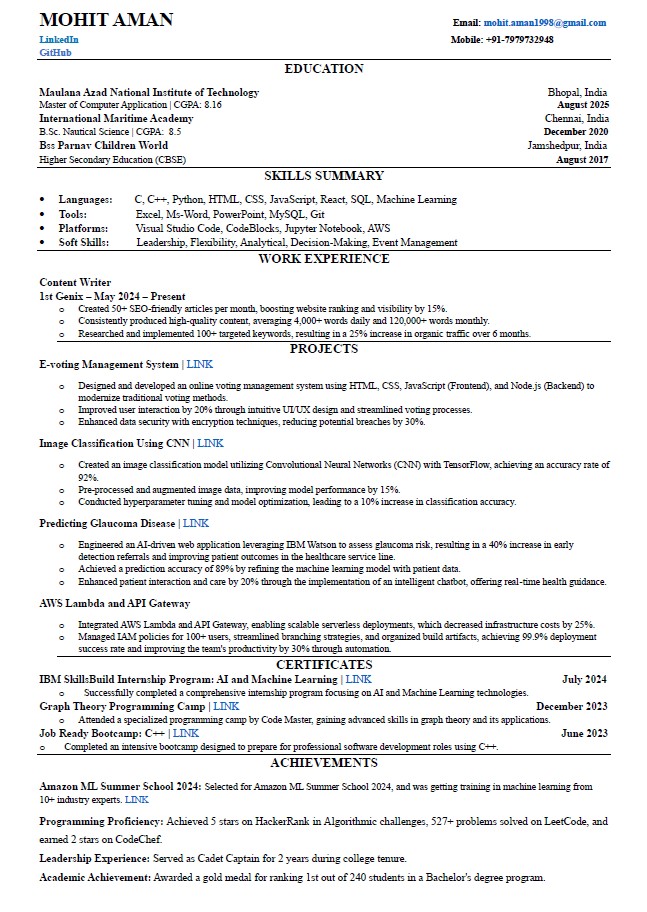 MOHIT AMAN
Email: mohit.aman1998@gmail.com
LinkedIn
Mobile: +91-7979732948
GitHub
EDUCATION
Maulana Azad National Institute of Technology Bhopal, India
Master of Computer Application | CGPA: 8.16 August 2025
International Maritime Academy Chennai, India
B.Sc. Nautical Science | CGPA: 8.5 December 2020
Bss Parnav Children World Jamshedpur, India
Higher Secondary Education (CBSE) August 2017
SKILLS SUMMARY
• Languages: C, C++, Python, HTML, CSS, JavaScript, React, SQL, Machine Learning
• Tools: Excel, Ms-Word, PowerPoint, MySQL, Git
• Platforms: Visual Studio Code, CodeBlocks, Jupyter Notebook, AWS
• Soft Skills: Leadership, Flexibility, Analytical, Decision-Making, Event Management
WORK EXPERIENCE
Content Writer
1st Genix – May 2024 – Present
o Created 50+ SEO-friendly articles per month, boosting website ranking and visibility by 15%.
o Consistently produced high-quality content, averaging 4,000+ words daily and 120,000+ words monthly.
o Researched and implemented 100+ targeted keywords, resulting in a 25% increase in organic traffic over 6 months.
PROJECTS
E-voting Management System | LINK
o Designed and developed an online voting management system using HTML, CSS, JavaScript (Frontend), and Node.js (Backend) to
modernize traditional voting methods.
o Improved user interaction by 20% through intuitive UI/UX design and streamlined voting processes.
o Enhanced data security with encryption techniques, reducing potential breaches by 30%.
Image Classification Using CNN | LINK
o Created an image classification model utilizing Convolutional Neural Networks (CNN) with TensorFlow, achieving an accuracy rate of
92%.
o Pre-processed and augmented image data, improving model performance by 15%.
o Conducted hyperparameter tuning and model optimization, leading to a 10% increase in classification accuracy.
Predicting Glaucoma Disease | LINK
o Engineered an AI-driven web application leveraging IBM Watson to assess glaucoma risk, resulting in a 40% increase in early
detection referrals and improving patient outcomes in the healthcare service line.
o Achieved a prediction accuracy of 89% by refining the machine learning model with patient data.
o Enhanced patient interaction and care by 20% through the implementation of an intelligent chatbot, offering real-time health guidance.
AWS Lambda and API Gateway
o Integrated AWS Lambda and API Gateway, enabling scalable serverless deployments, which decreased infrastructure costs by 25%.
o Managed IAM policies for 100+ users, streamlined branching strategies, and organized build artifacts, achieving 99.9% deployment
success rate and improving the team's productivity by 30% through automation.
CERTIFICATES
IBM SkillsBuild Internship Program: AI and Machine Learning | LINK July 2024
o Successfully completed a comprehensive internship program focusing on AI and Machine Learning technologies.
Graph Theory Programming Camp | LINK December 2023
o Attended a specialized programming camp by Code Master, gaining advanced skills in graph theory and its applications.
Job Ready Bootcamp: C++ | LINK June 2023
o Completed an intensive bootcamp designed to prepare for professional software development roles using C++.
ACHIEVEMENTS
Amazon ML Summer School 2024: Selected for Amazon ML Summer School 2024, and was getting training in machine learning from
10+ industry experts. LINK
Programming Proficiency: Achieved 5 stars on HackerRank in Algorithmic challenges, 527+ problems solved on LeetCode, and
earned 2 stars on CodeChef.
Leadership Experience: Served as Cadet Captain for 2 years during college tenure.
Academic Achievement: Awarded a gold medal for ranking 1st out of 240 students in a Bachelor's degree program.